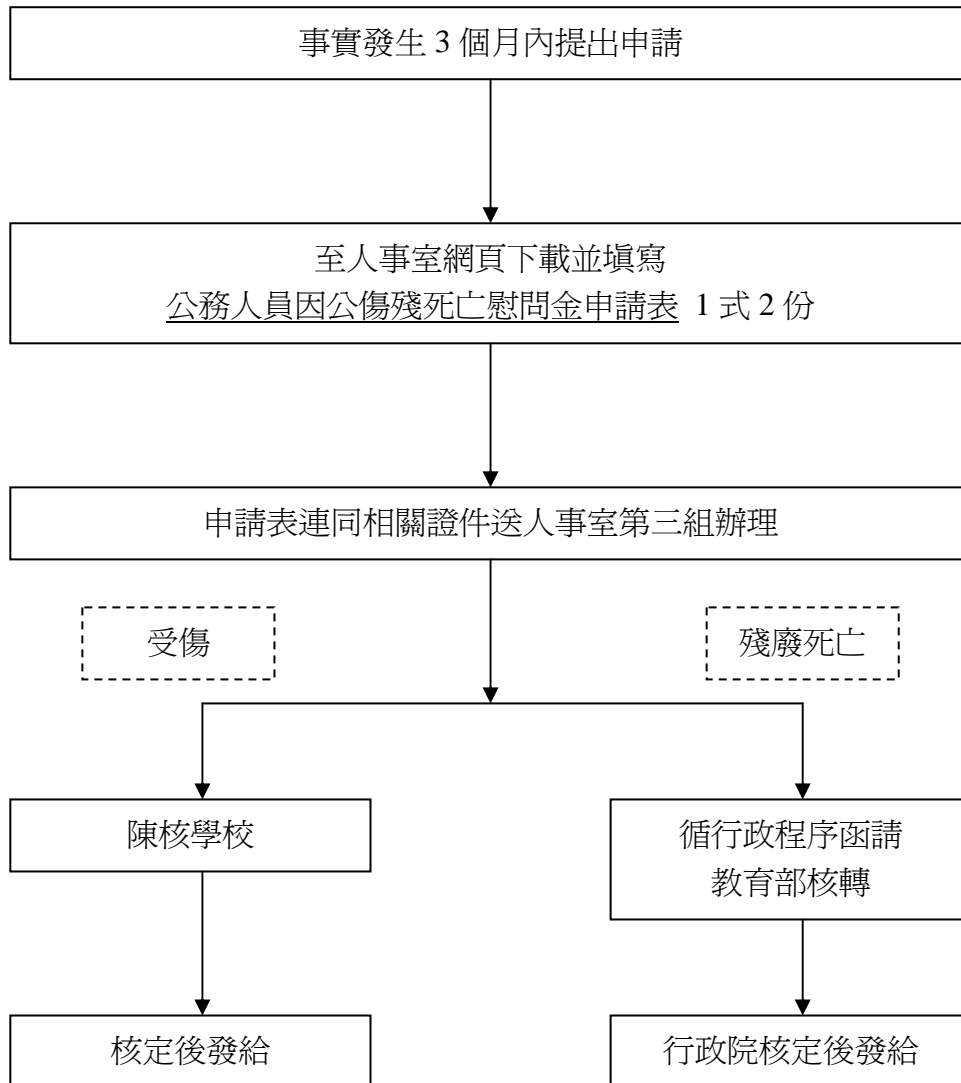 事實發生 3 個月內提出申請
至人事室網頁下載並填寫
公務人員因公傷殘死亡慰問金申請表 1 式 2 份
申請表連同相關證件送人事室第三組辦理
受傷
殘廢死亡
陳核學校
循行政程序函請
教育部核轉
核定後發給
行政院核定後發給